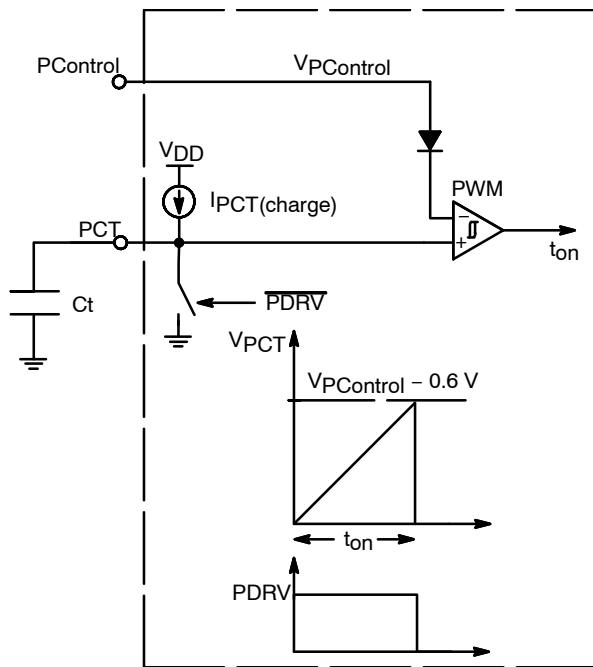 PControl
VPControl
VDD
PWM
IPCT(charge)
PCT
−
+
ton
Ct
PDRV
VPCT
VPControl − 0.6 V
ton
PDRV